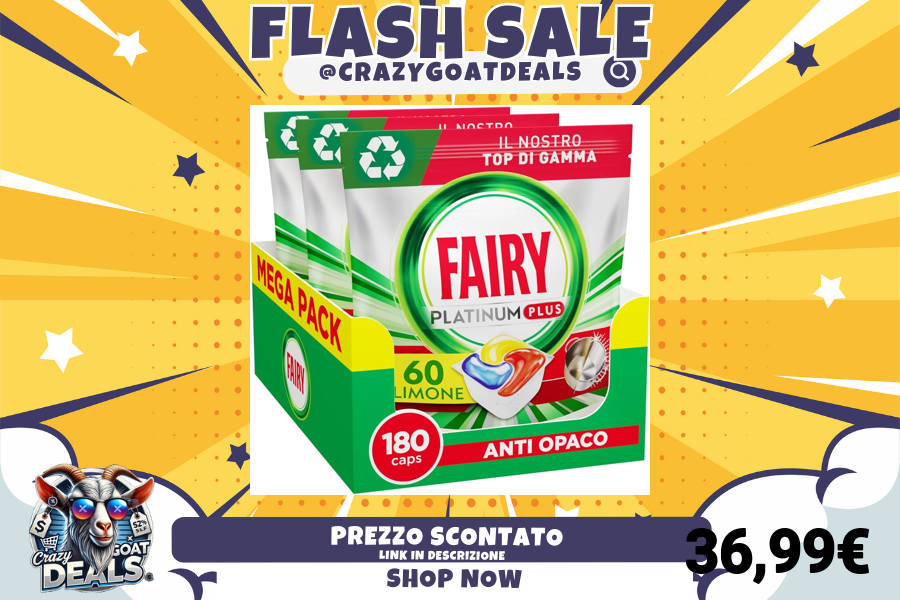 FLASH SALE
@CRAZYGOATDEALS
IL NOSTRO
IL NOSTRO
TOP DI GAMMA
MEGA PACK
FAIRY
PLATINUM PLUS
FAIRY
60
LIMONE
180
caps
ANTI OPACO
$
52%
Crazy
GOAT
DEALS
PREZZO SCONTATO
LINK IN DESCRIZIONE
SHOP NOW
36,99€